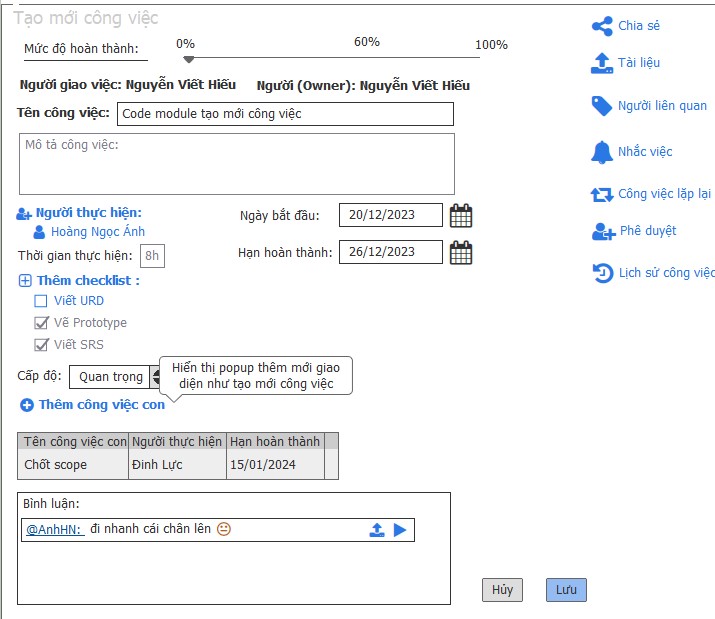 Tạo mới công việc
Mức độ hoàn thành:
0%
60%
100%
Người giao việc: Nguyễn Viết Hiếu
Người (Owner): Nguyễn Viết Hiếu
Tên công việc:
Code module tạo mới công việc
Mô tả công việc:
Người thực hiện:
Hoàng Ngọc Ánh
Ngày bắt đầu:
20/12/2023
Thời gian thực hiện:
8h
Hạn hoàn thành:
26/12/2023
Thêm checklist :
Viết URD
Vẽ Prototype
Viết SRS
Cấp độ:
Quan trọng
Hiển thị popup thêm mới giao
diện như tạo mới công việc
Thêm công việc con
Tên công việc con Người thực hiện Hạn hoàn thành
Chốt scope Đinh Lực 15/01/2024
Bình luận:
@AnhHN: đi nhanh cái chân lên
Hủy
Lưu
Chia sẻ
Tài liệu
Người liên quan
Nhắc việc
Công việc lặp lại
Phê duyệt
Lịch sử công việc